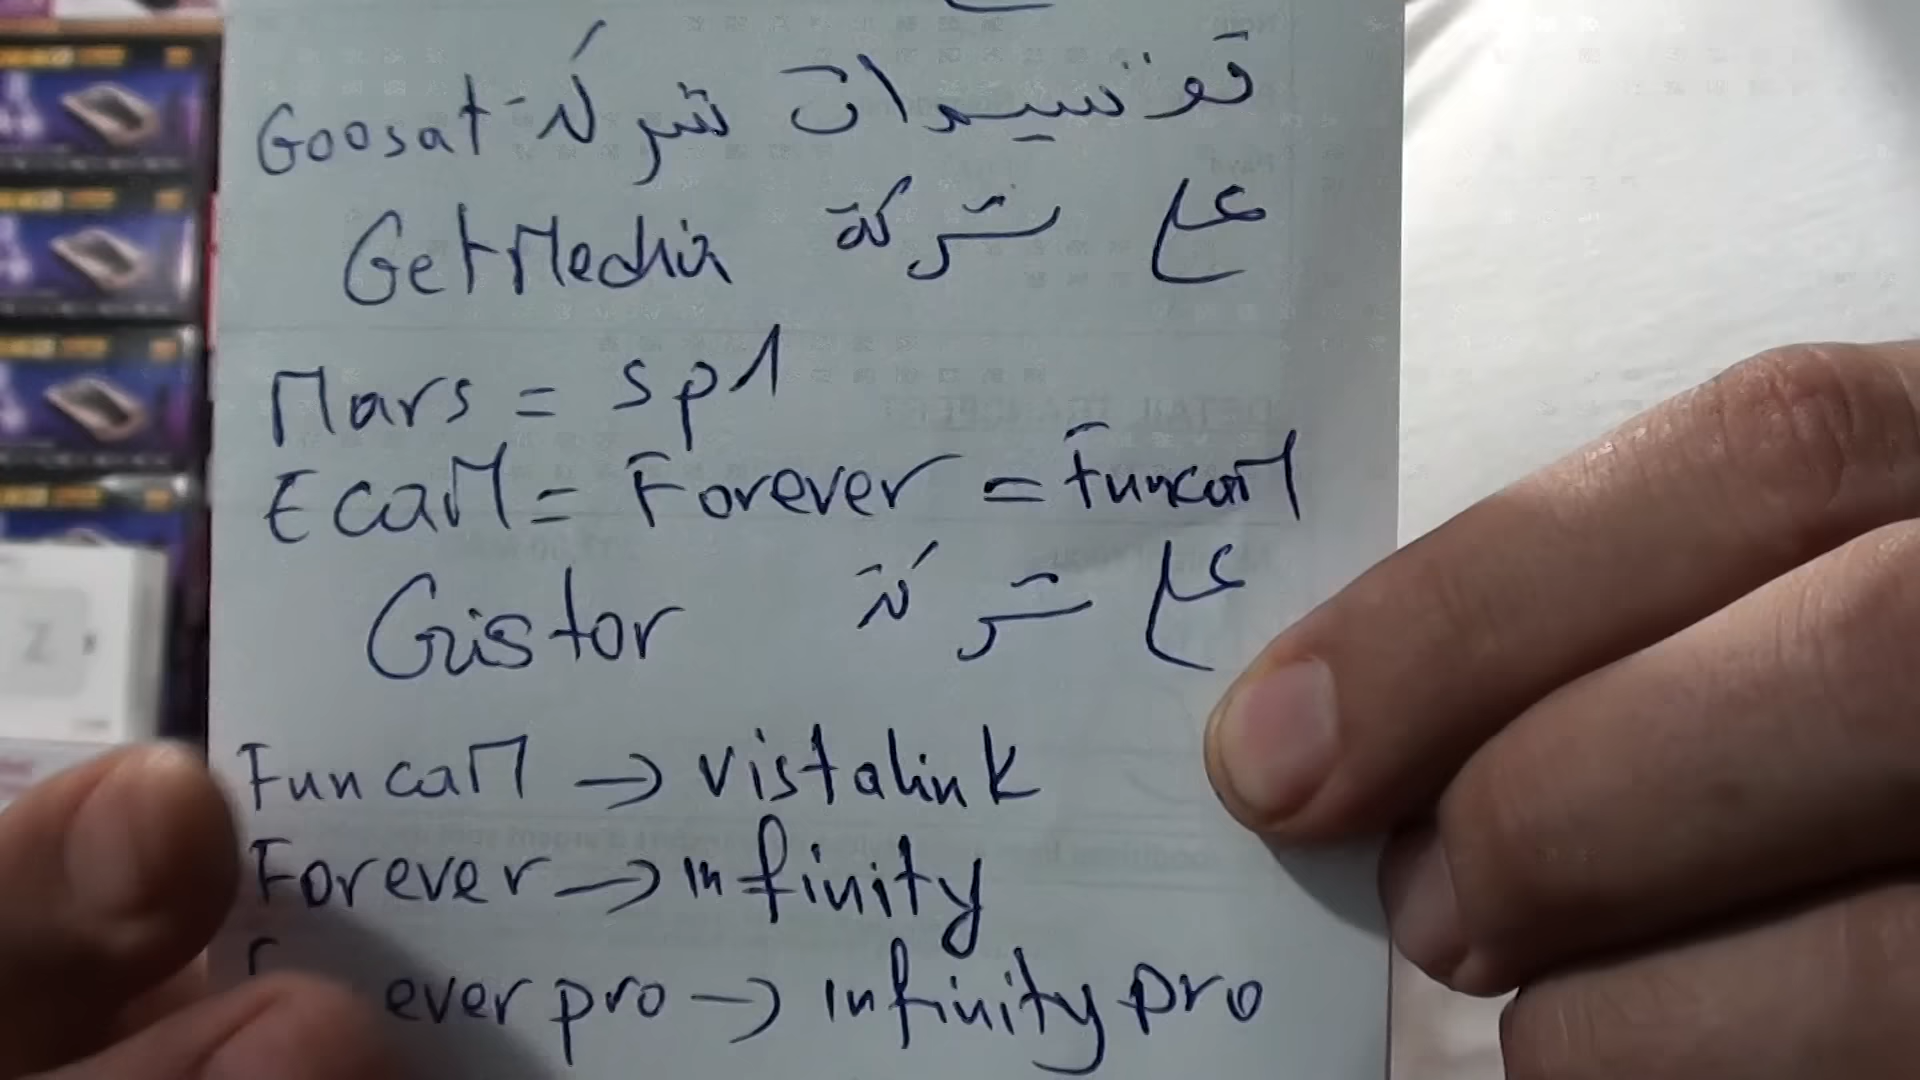 تقسيمات شركة Goosat
على شركة GetMedia
Mars = sp1
Ecam = Forever = Funcam
على شركة Gistor
Funcam → vistalink
Forever → infinity
ever pro → infinity pro